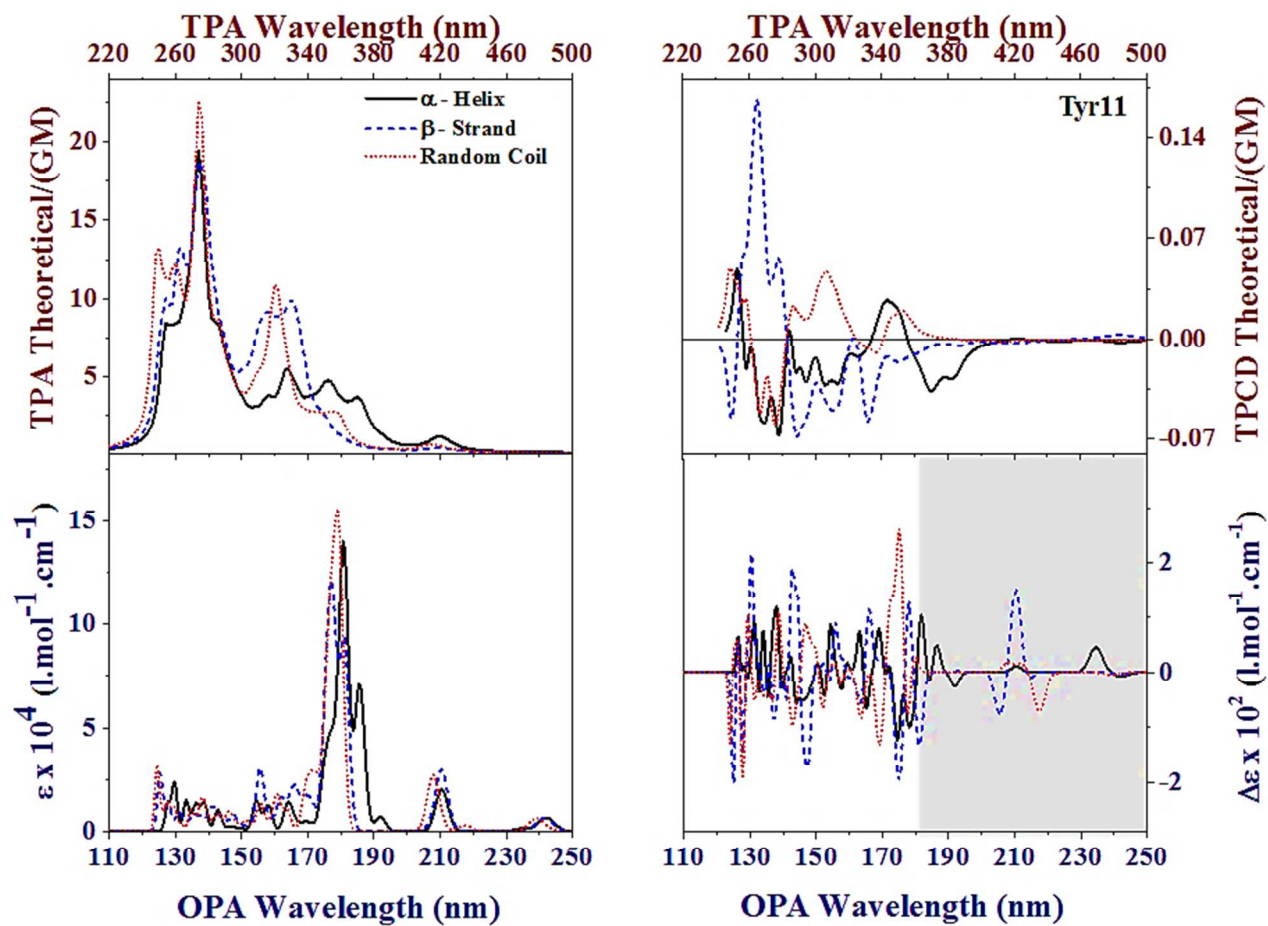 TPA Wavelength (nm)
220 260 300 340 380 420 460 500
TPA Theoretical/(GM)
20
15
10
5
α - Helix
β - Strand
Random Coil
TPA Wavelength (nm)
220 260 300 340 380 420 460 500
Tyr11
0.14
0.07
0.00
-0.07
TPCD Theoretical/(GM)
ε x 10⁴ (l.mol⁻¹.cm⁻¹)
15
10
5
0
110 130 150 170 190 210 230 250
OPA Wavelength (nm)
2
0
-2
Δε x 10² (l.mol⁻¹.cm⁻¹)
110 130 150 170 190 210 230 250
OPA Wavelength (nm)